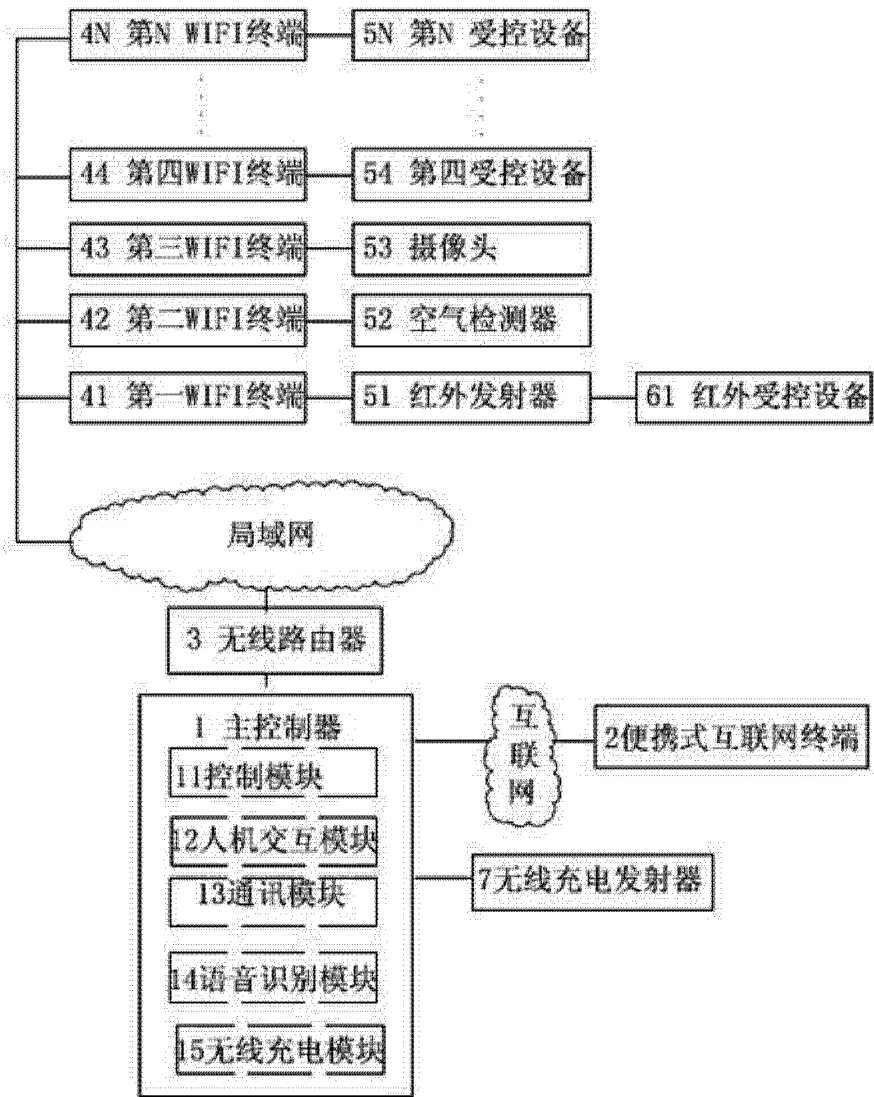 4N 第N WIFI终端 5N 第N 受控设备
44 第四WIFI终端 54 第四受控设备
43 第三WIFI终端 53 摄像头
42 第二WIFI终端 52 空气检测器
41 第一WIFI终端 51 红外发射器 61 红外受控设备
局域网
3 无线路由器
1 主控制器
互联网
2便携式互联网终端
11控制模块
12人机交互模块
7无线充电发射器
13通讯模块
14语音识别模块
15无线充电模块